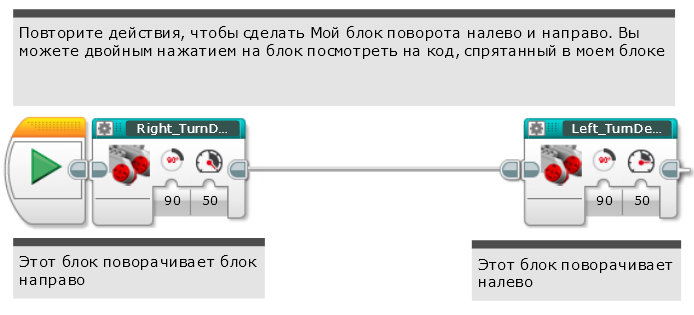 Повторите действия, чтобы сделать Мой блок поворота налево и направо. Вы
можете двойным нажатием на блок посмотреть на код, спрятанный в моем блоке
Right_TurnD... Left_TurnDe...
90° 90°
90 50 90 50
Этот блок поворачивает блок
направо
Этот блок поворачивает
налево